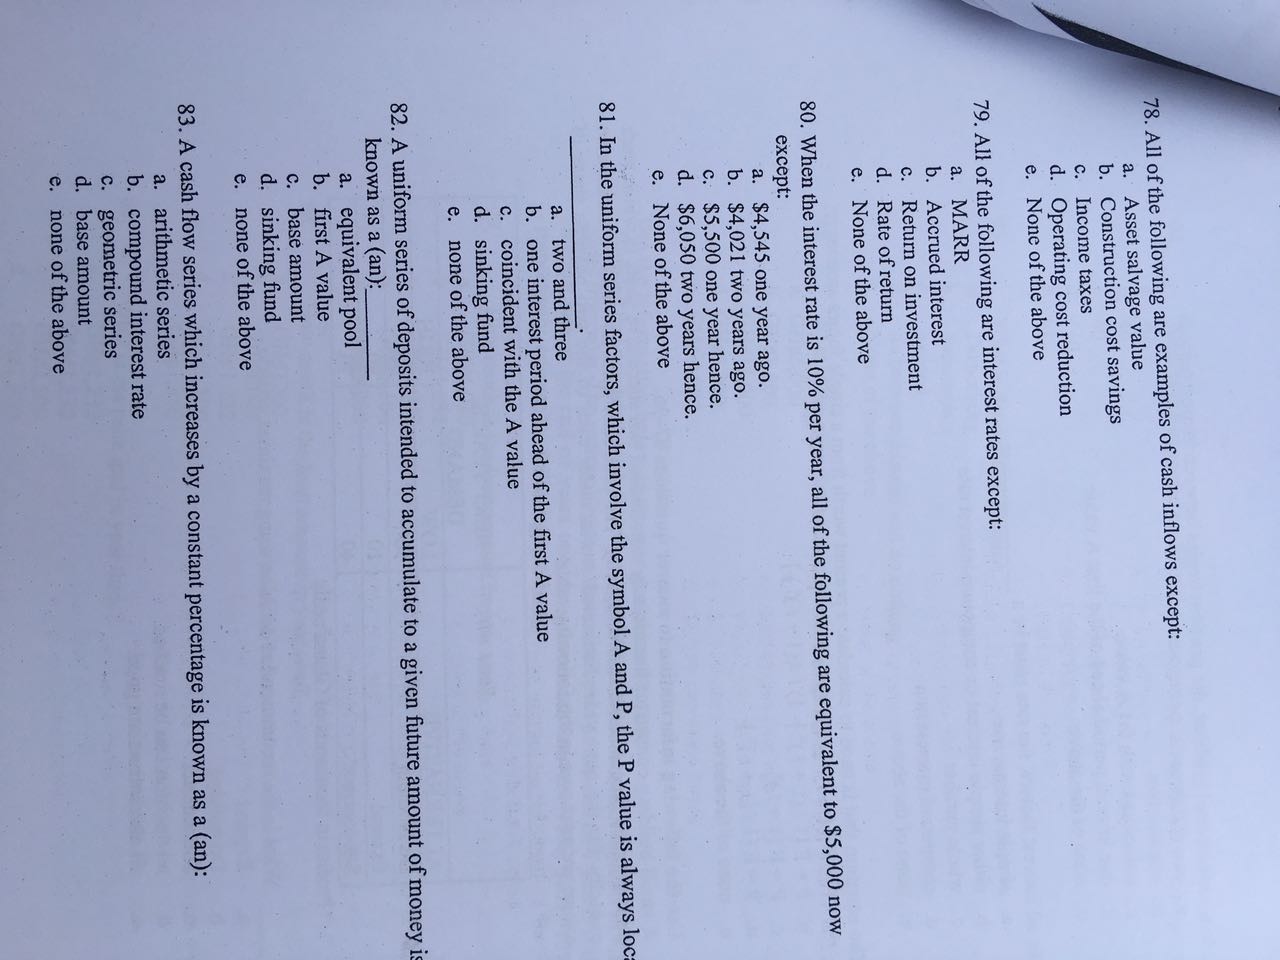 78. All of the following are examples of cash inflows except:
a. Asset salvage value
b. Construction cost savings
c. Income taxes
d. Operating cost reduction
e. None of the above
79. All of the following are interest rates except:
a. MARR
b. Accrued interest
c. Return on investment
d. Rate of return
e. None of the above
80. When the interest rate is 10% per year, all of the following are equivalent to $5,000 now
except:
a. $4,545 one year ago.
b. $4,021 two years ago.
c. $5,500 one year hence.
d. $6,050 two years hence.
e. None of the above
81. In the uniform series factors, which involve the symbol A and P, the P value is always loca
____________________.
a. two and three
b. one interest period ahead of the first A value
c. coincident with the A value
d. sinking fund
e. none of the above
82. A uniform series of deposits intended to accumulate to a given future amount of money is
known as a (an):_________
a. equivalent pool
b. first A value
c. base amount
d. sinking fund
e. none of the above
83. A cash flow series which increases by a constant percentage is known as a (an):
a. arithmetic series
b. compound interest rate
c. geometric series
d. base amount
e. none of the above